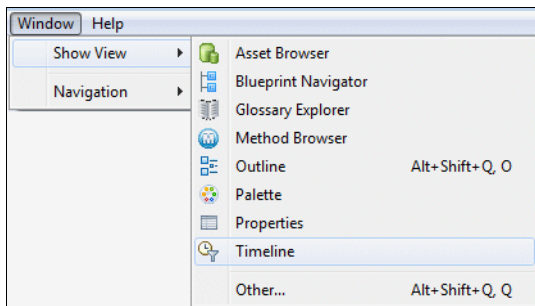 Window Help
Show View
Navigation
Asset Browser
Blueprint Navigator
Glossary Explorer
Method Browser
Outline Alt+Shift+Q, O
Palette
Properties
Timeline
Other... Alt+Shift+Q, Q